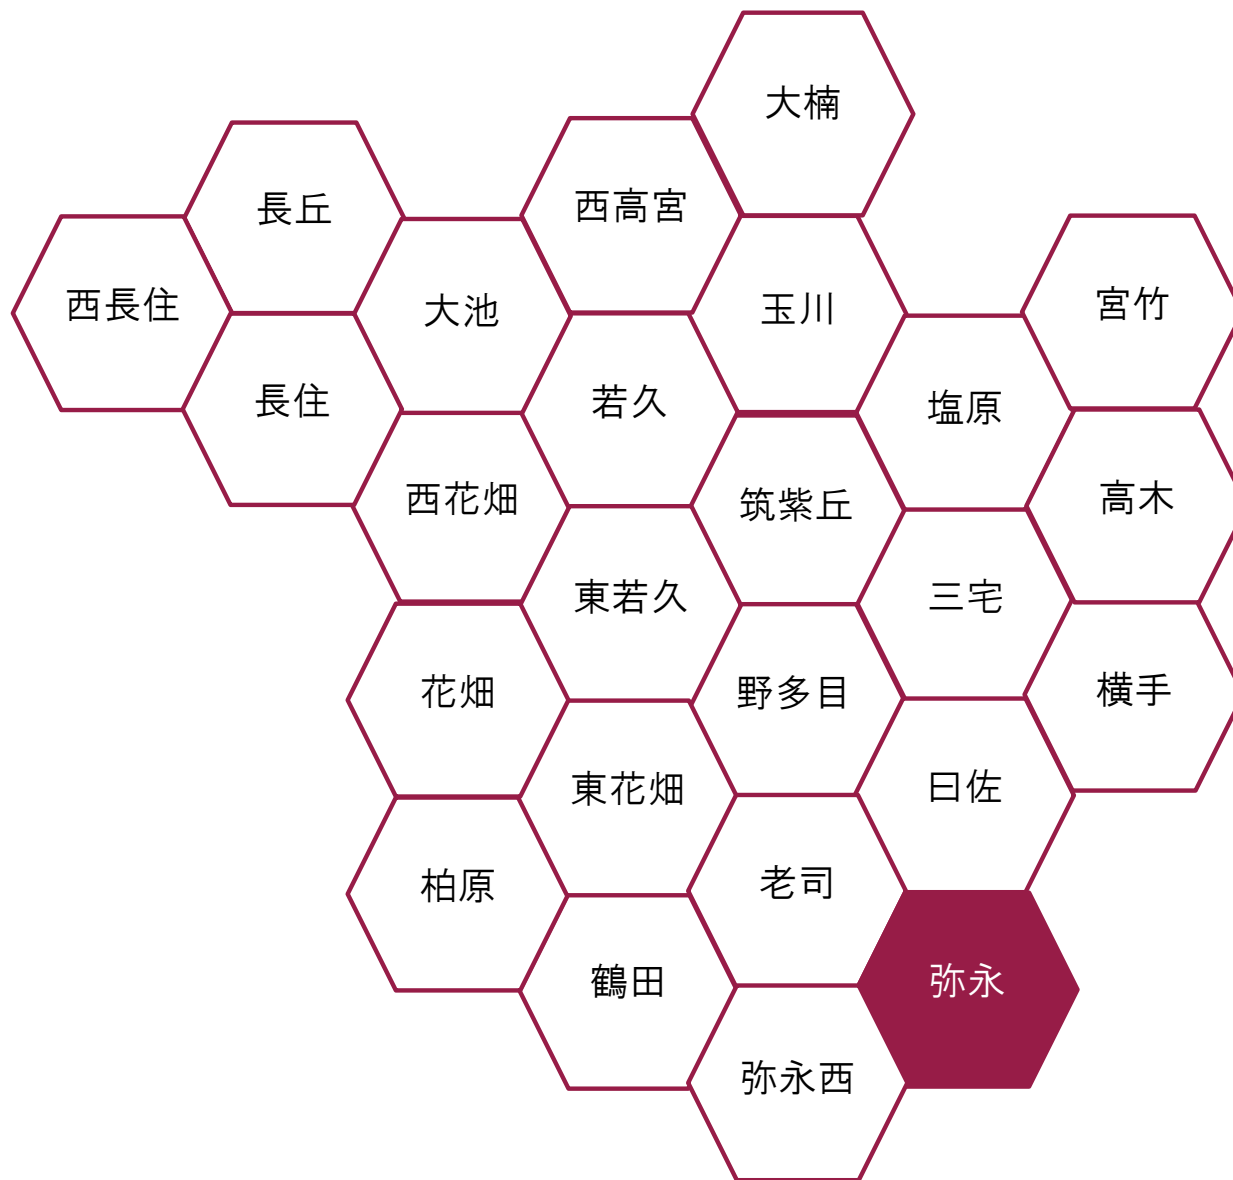 大楠
西高宮
長丘
西長住
大池
玉川
宮竹
長住
若久
塩原
西花畑
筑紫丘
高木
東若久
三宅
花畑
野多目
横手
東花畑
曰佐
柏原
老司
鶴田
弥永
弥永西